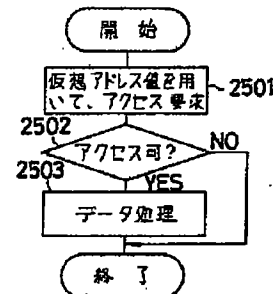 開始
仮想アドレス値を用
いて、アクセス要求
2501
2502
アクセス可?
NO
2503
YES
データ処理
終了